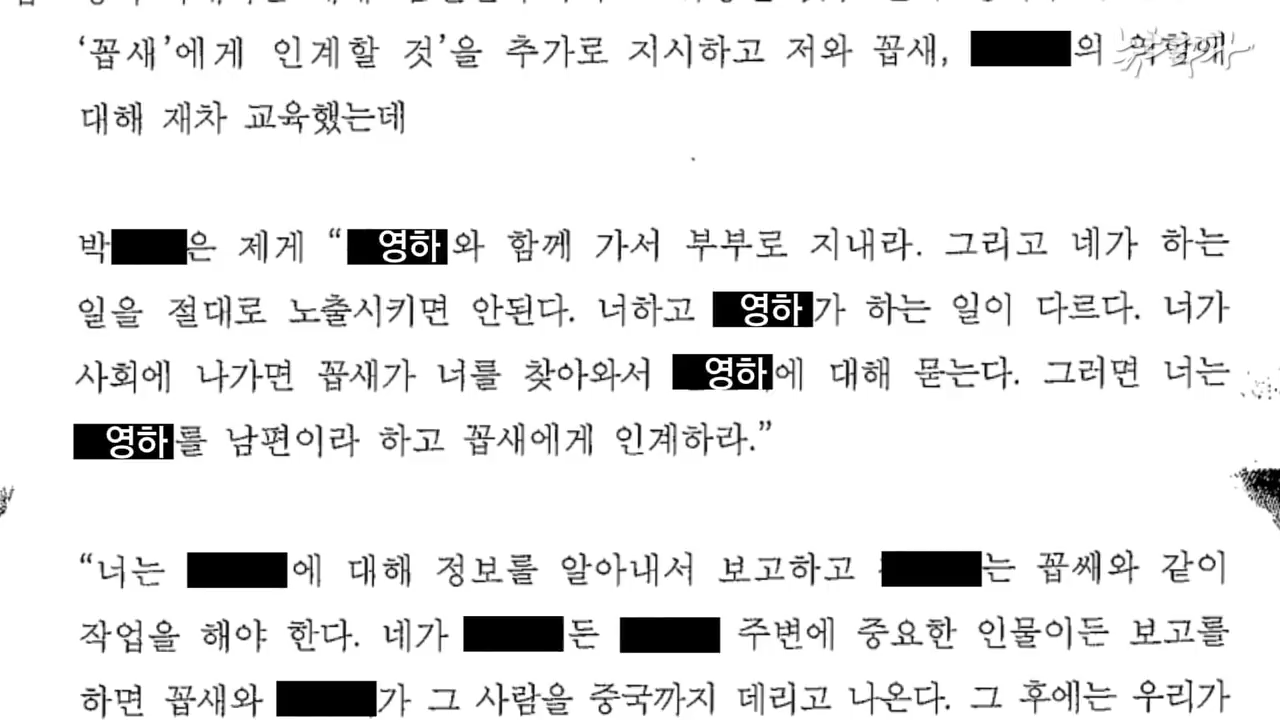 ‘꼽새’에게 인계할 것’을 추가로 지시하고 저와 꼽새, 의 역할에
대해 재차 교육했는데
박 은 제게 “ 영하와 함께 가서 부부로 지내라. 그리고 네가 하는
일을 절대로 노출시키면 안된다. 너하고 영하가 하는 일이 다르다. 너가
사회에 나가면 꼽새가 너를 찾아와서 영하에 대해 묻는다. 그러면 너는
영하를 남편이라 하고 꼽새에게 인계하라.”
“너는 에 대해 정보를 알아내서 보고하고 는 꼽쌔와 같이
작업을 해야 한다. 네가 든 주변에 중요한 인물이든 보고를
하면 꼽새와 가 그 사람을 중국까지 데리고 나온다. 그 후에는 우리가